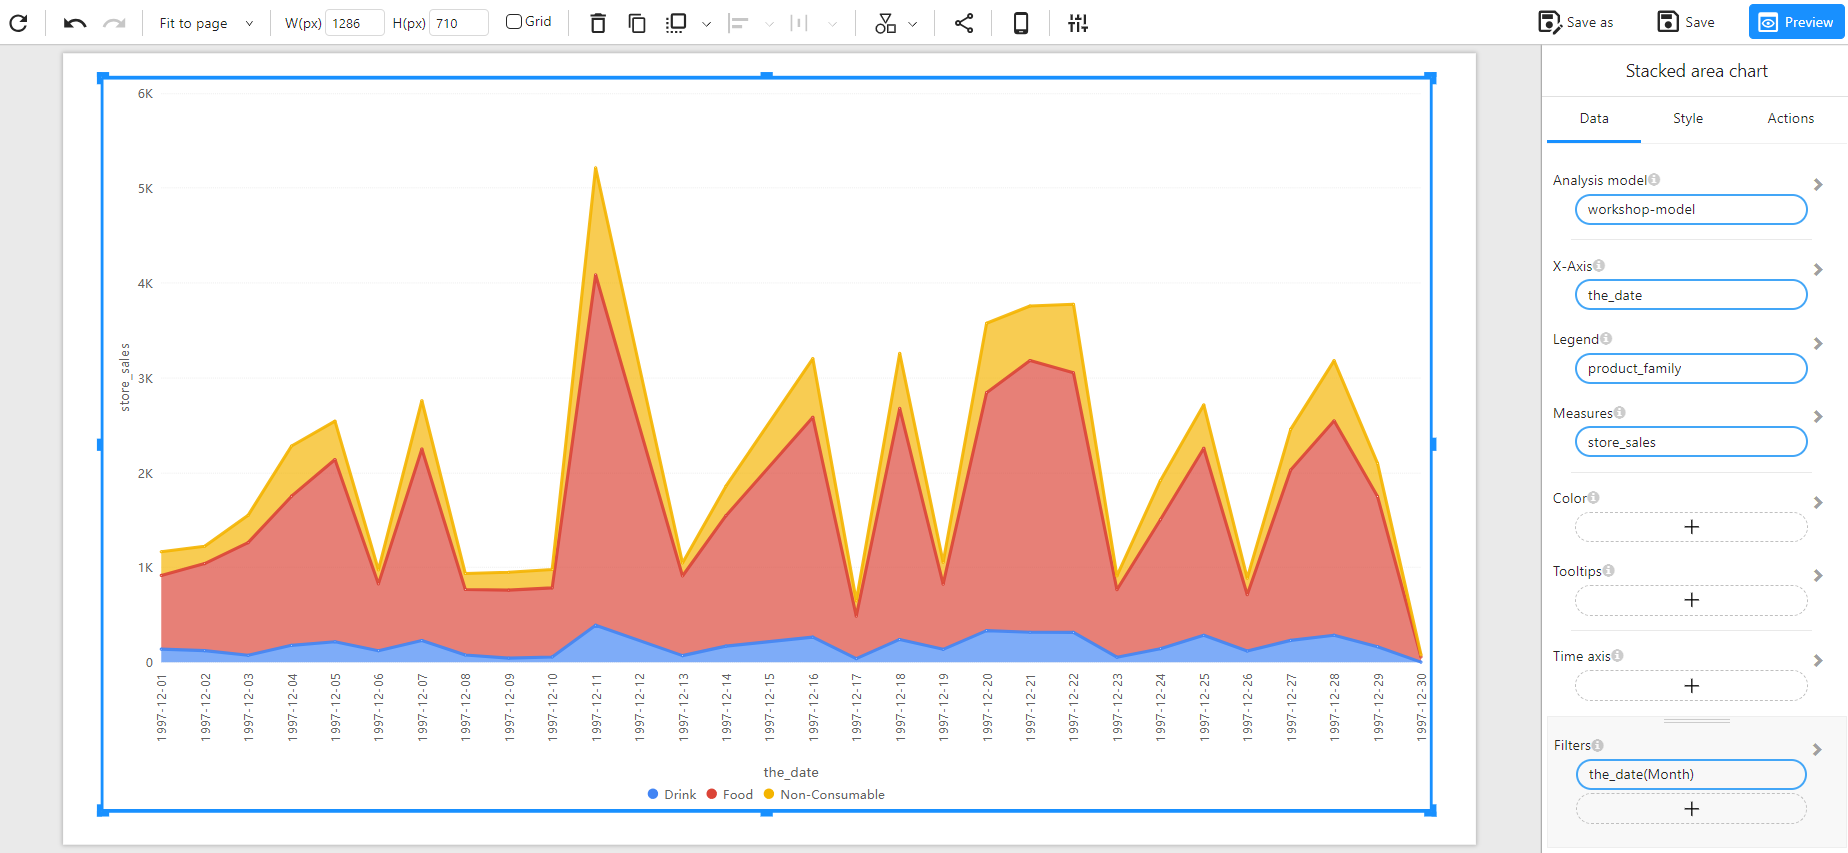 Fit to page W(px) 1286 H(px) 710 Grid Save as Save Preview
Stacked area chart
Data Style Actions
Analysis model
workshop-model
X-Axis
the_date
Legend
product_family
Measures
store_sales
Color
Tooltips
Time axis
Filters
the_date(Month)
6K
5K
4K
3K
2K
1K
0
store_sales
1997-12-01
1997-12-02
1997-12-03
1997-12-04
1997-12-05
1997-12-06
1997-12-07
1997-12-08
1997-12-09
1997-12-10
1997-12-11
1997-12-12
1997-12-13
1997-12-14
1997-12-15
1997-12-16
1997-12-17
1997-12-18
1997-12-19
1997-12-20
1997-12-21
1997-12-22
1997-12-23
1997-12-24
1997-12-25
1997-12-26
1997-12-27
1997-12-28
1997-12-29
1997-12-30
the_date
Drink Food Non-Consumable